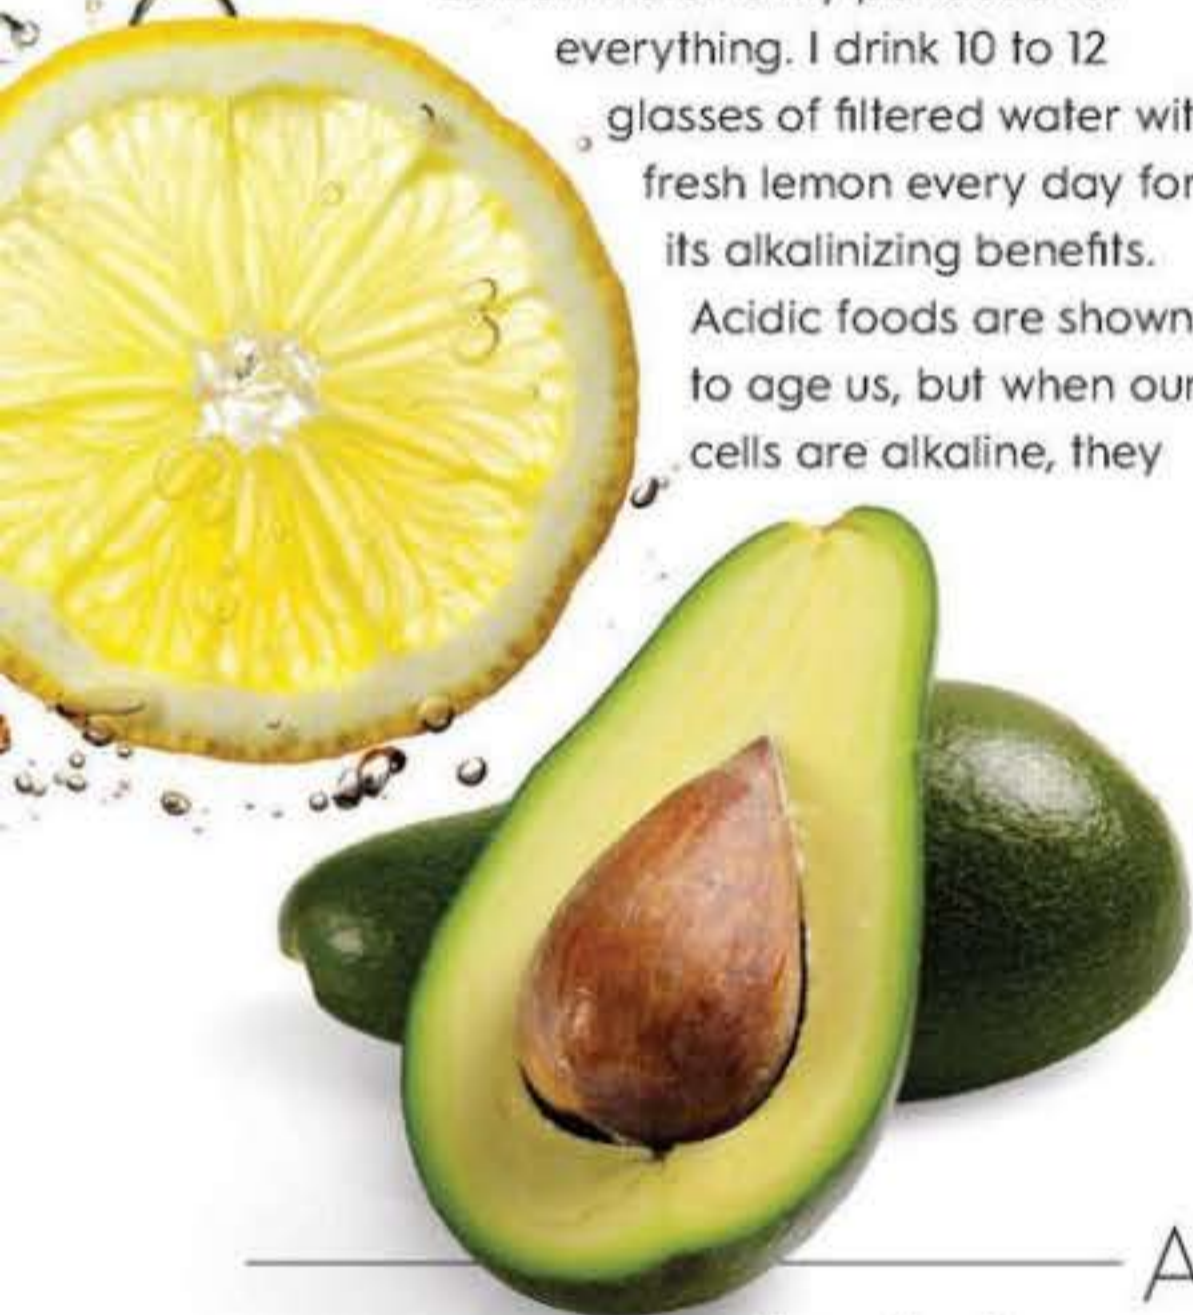 everything. I drink 10 to 12
glasses of filtered water wit
fresh lemon every day for
its alkalinizing benefits.
Acidic foods are shown
to age us, but when our
cells are alkaline, they
A